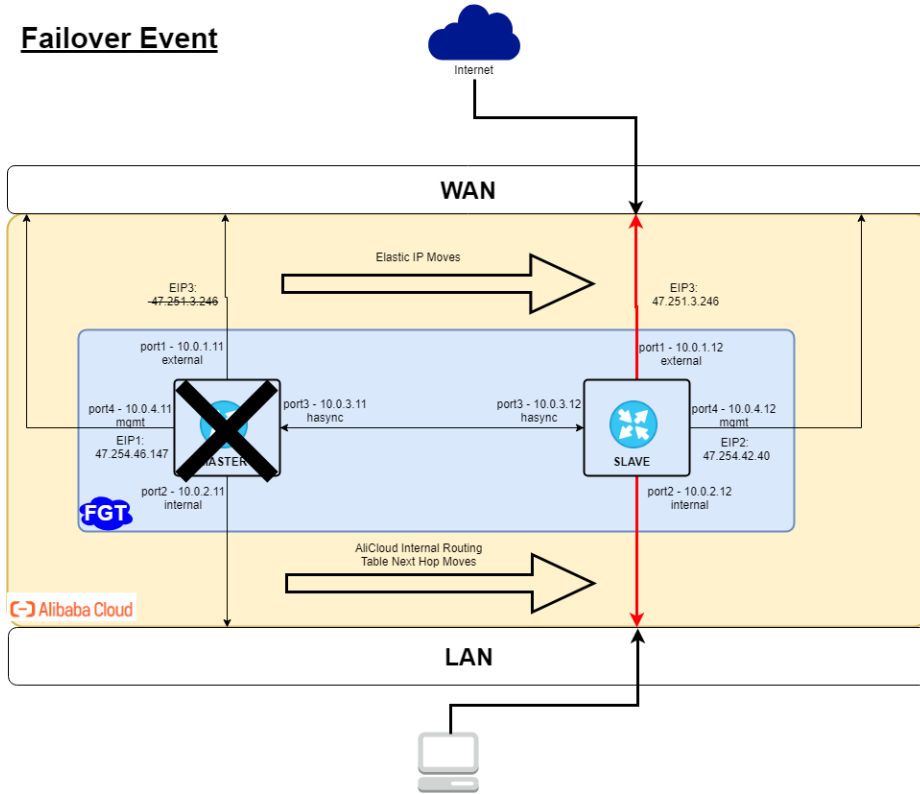 Failover Event
Internet
WAN
Elastic IP Moves
EIP3:
47.251.3.246
EIP3:
47.251.3.246
port1 - 10.0.1.11
external
port1 - 10.0.1.12
external
port4 - 10.0.4.11
mgmt
port3 - 10.0.3.11
hasync
port3 - 10.0.3.12
hasync
port4 - 10.0.4.12
mgmt
EIP1:
47.254.46.147
MASTER
SLAVE
EIP2:
47.254.42.40
port2 - 10.0.2.11
internal
port2 - 10.0.2.12
internal
FGT
AliCloud Internal Routing
Table Next Hop Moves
Alibaba Cloud
LAN